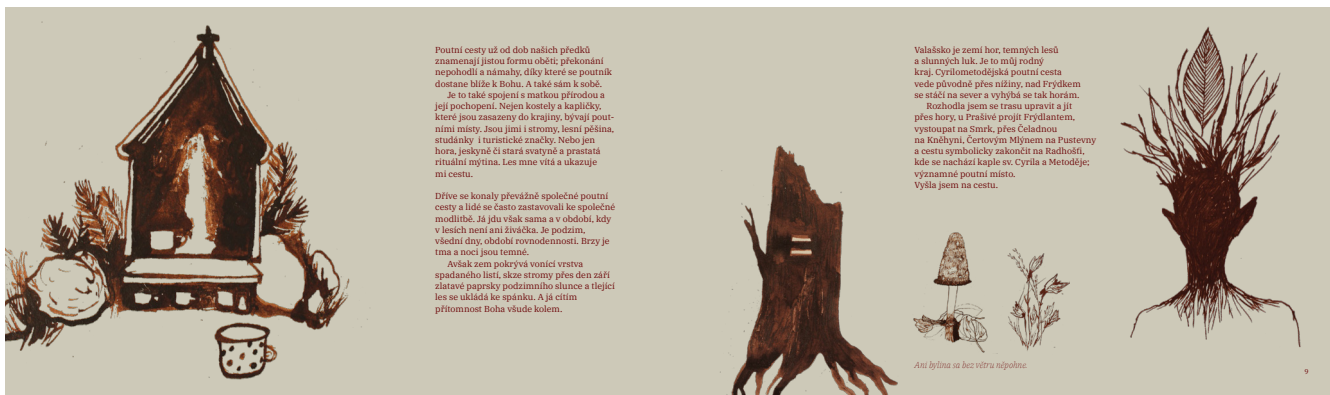 Poutní cesty už od dob našich předků
znamenají jistou formu oběti; překonání
nepohodlí a námahy, díky které se poutník
dostane blíže k Bohu. A také sám k sobě.
Je to také spojení s matkou přírodou a
její pochopení. Nejen kostely a kapličky,
které jsou zasazeny do krajiny, bývají pout-
ními místy. Jsou jimi i stromy, lesní pěšina,
studánky i turistické značky. Nebo jen
hora, jeskyně či stará svatyně a prastatá
rituální mýtina. Les mne vítá a ukazuje
mi cestu.
Dříve se konaly převážně společné poutní
cesty a lidé se často zastavovali ke společné
modlitbě. Já jdu však sama a v období, kdy
v lesích není ani živáčka. Je podzim,
všední dny, období rovnodennosti. Brzy je
tma a noci jsou temné.
Avšak zem pokrývá vonící vrstva
spadaného listí, skze stromy přes den září
zlatavé paprsky podzimního slunce a tlející
les se ukládá ke spánku. A já cítím
přítomnost Boha všude kolem.
Valašsko je zemí hor, temných lesů
a slunných luk. Je to můj rodný
kraj. Cyrilometodějská poutní cesta
vede původně přes nížiny, nad Frýdkem
se stáčí na sever a vyhýbá se tak horám.
Rozhodla jsem se trasu upravit a jít
přes hory, u Prašivé projít Frýdlantem,
vystoupat na Smrk, přes Čeladnou
na Kněhyni, Čertovým Mlýnem na Pustevny
a cestu symbolicky zakončit na Radhošti,
kde se nachází kaple sv. Cyrila a Metoděje;
významné poutní místo.
Vyšla jsem na cestu.
Ani bylina sa bez větru něpohne.
9